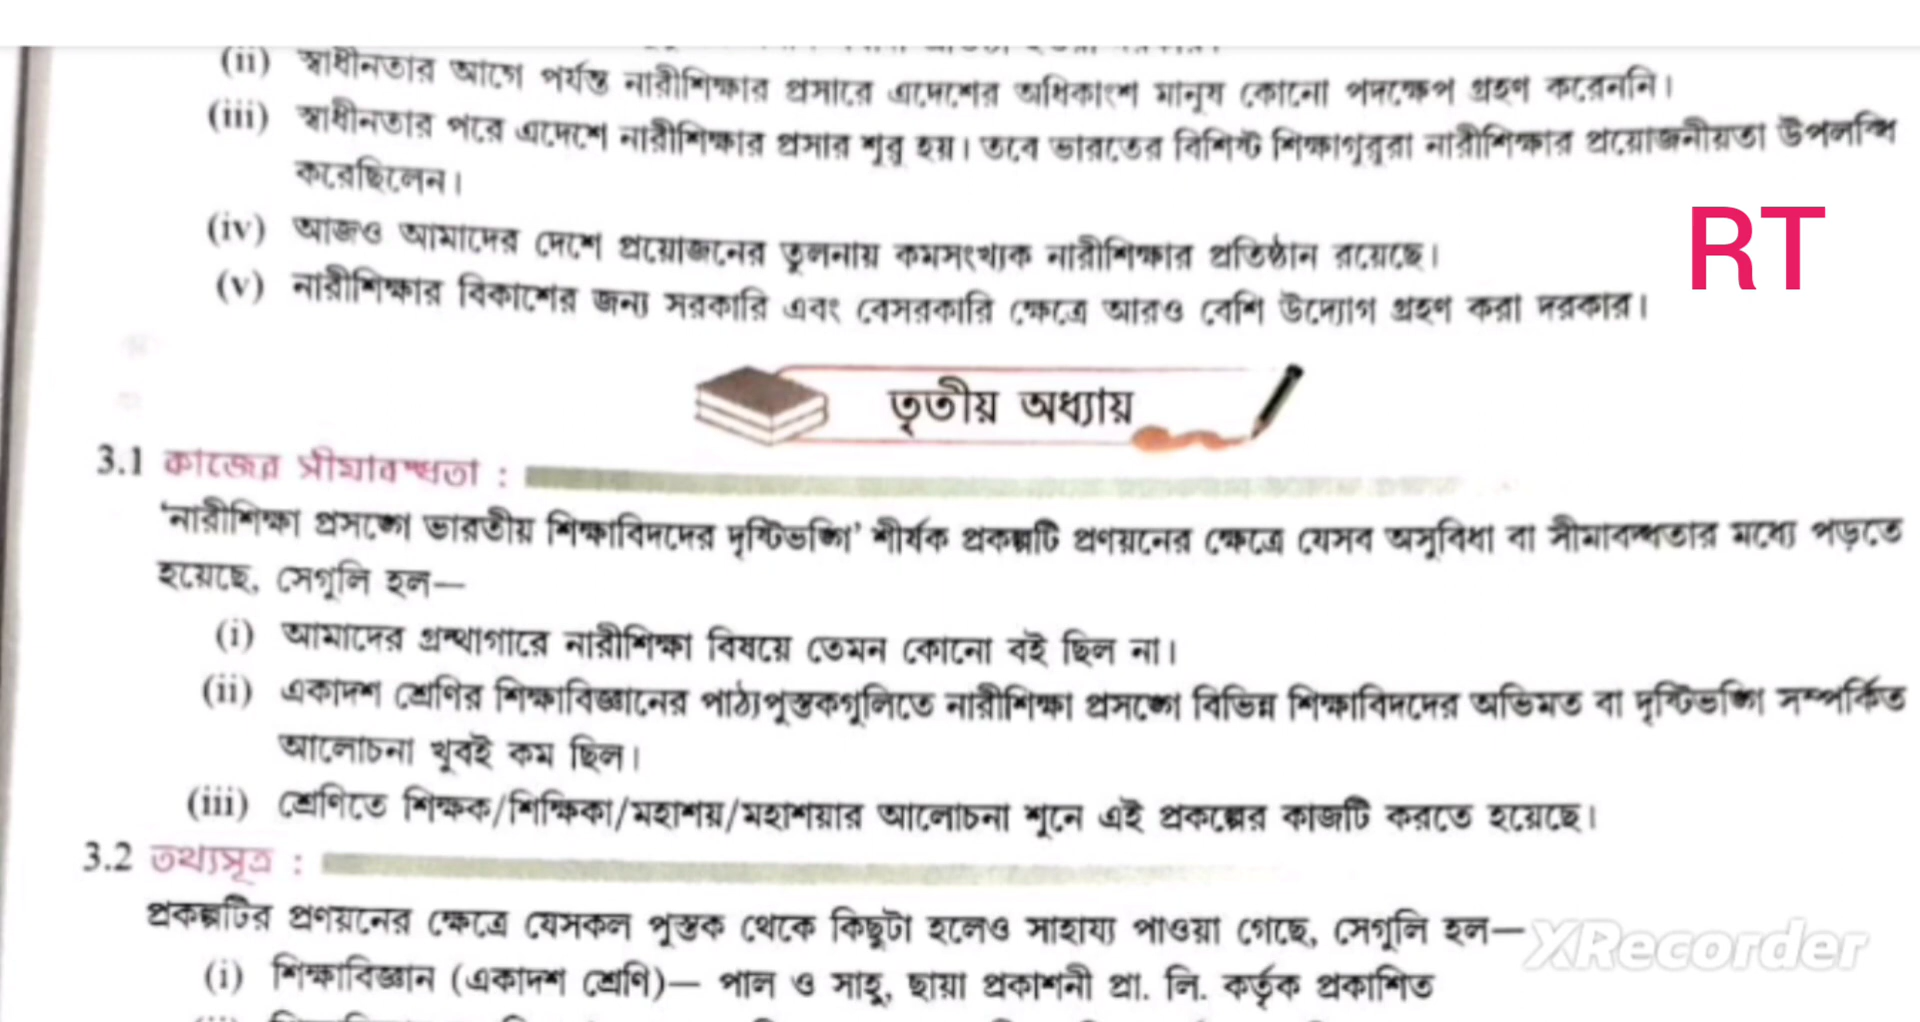 (ii) স্বাধীনতার আগে পর্যন্ত নারীশিক্ষার প্রসারে এদেশের অধিকাংশ মানুষ কোনো পদক্ষেপ গ্রহণ করেননি।
(iii) স্বাধীনতার পরে এদেশে নারীশিক্ষার প্রসার শুরু হয়। তবে ভারতের বিশিষ্ট শিক্ষাগুরুরা নারীশিক্ষার প্রয়োজনীয়তা উপলব্ধি
করেছিলেন।
RT
(iv) আজও আমাদের দেশে প্রয়োজনের তুলনায় কমসংখ্যক নারীশিক্ষার প্রতিষ্ঠান রয়েছে।
(v) নারীশিক্ষার বিকাশের জন্য সরকারি এবং বেসরকারি ক্ষেত্রে আরও বেশি উদ্যোগ গ্রহণ করা দরকার।
তৃতীয় অধ্যায়
3.1 কাজের সীমাবদ্ধতা :
‘নারীশিক্ষা প্রসঙ্গে ভারতীয় শিক্ষাবিদদের দৃষ্টিভঙ্গি’ শীর্ষক প্রকল্পটি প্রণয়নের ক্ষেত্রে যেসব অসুবিধা বা সীমাবদ্ধতার মধ্যে পড়তে
হয়েছে, সেগুলি হল—
(i) আমাদের গ্রন্থাগারে নারীশিক্ষা বিষয়ে তেমন কোনো বই ছিল না।
(ii) একাদশ শ্রেণির শিক্ষাবিজ্ঞানের পাঠ্যপুস্তকগুলিতে নারীশিক্ষা প্রসঙ্গে বিভিন্ন শিক্ষাবিদদের অভিমত বা দৃষ্টিভঙ্গি সম্পর্কিত
আলোচনা খুবই কম ছিল।
(iii) শ্রেণিতে শিক্ষক/শিক্ষিকা/মহাশয়/মহাশয়ার আলোচনা শুনে এই প্রকল্পের কাজটি করতে হয়েছে।
3.2 তথ্যসূত্র :
প্রকল্পটির প্রণয়নের ক্ষেত্রে যেসকল পুস্তক থেকে কিছুটা হলেও সাহায্য পাওয়া গেছে, সেগুলি হল—
XRecorder
(i) শিক্ষাবিজ্ঞান (একাদশ শ্রেণি)— পাল ও সাহু, ছায়া প্রকাশনী প্রা. লি. কর্তৃক প্রকাশিত